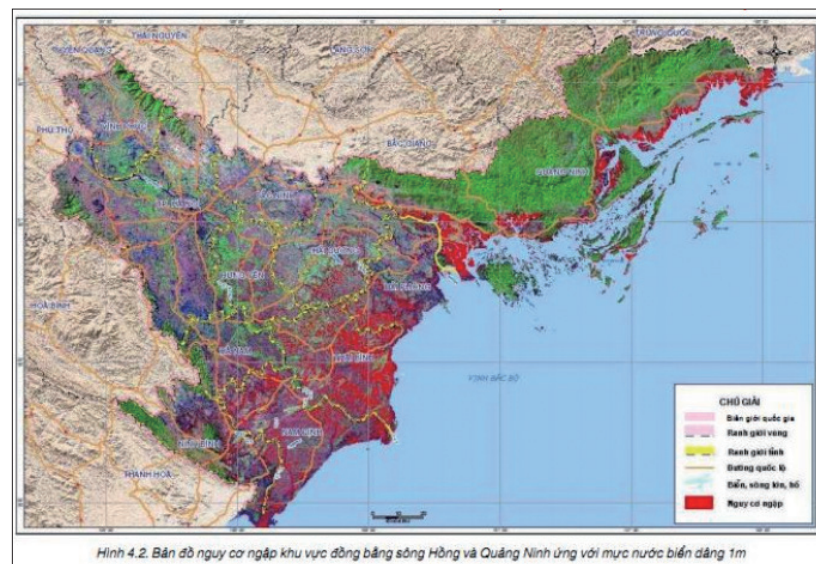 THÁI NGUYÊN
LẠNG SƠN
TRUNG QUỐC
PHÚ THỌ
VĨNH PHÚC
BẮC GIANG
QUẢNG NINH
BẮC NINH
HÀ NỘI
HẢI DƯƠNG
HƯNG YÊN
HẢI PHÒNG
HOÀ BÌNH
HÀ NAM
THÁI BÌNH
VỊNH BẮC BỘ
NAM ĐỊNH
NINH BÌNH
THANH HOÁ
CHÚ GIẢI
Biên giới quốc gia
Ranh giới vùng
Ranh giới tỉnh
Đường quốc lộ
Biển, sông lớn, hồ
Nguy cơ ngập
Hình 4.2. Bản đồ nguy cơ ngập khu vực đồng bằng sông Hồng và Quảng Ninh ứng với mực nước biển dâng 1m